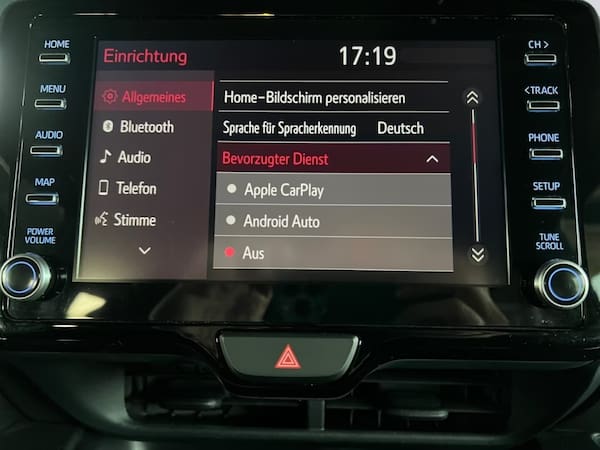 HOME
MENU
AUDIO
MAP
POWER
VOLUME
Einrichtung 17:19
Allgemeines
Bluetooth
Audio
Telefon
Stimme
Home-Bildschirm personalisieren
Sprache für Spracherkennung Deutsch
Bevorzugter Dienst
Apple CarPlay
Android Auto
Aus
CH >
< TRACK
PHONE
SETUP
TUNE
SCROLL